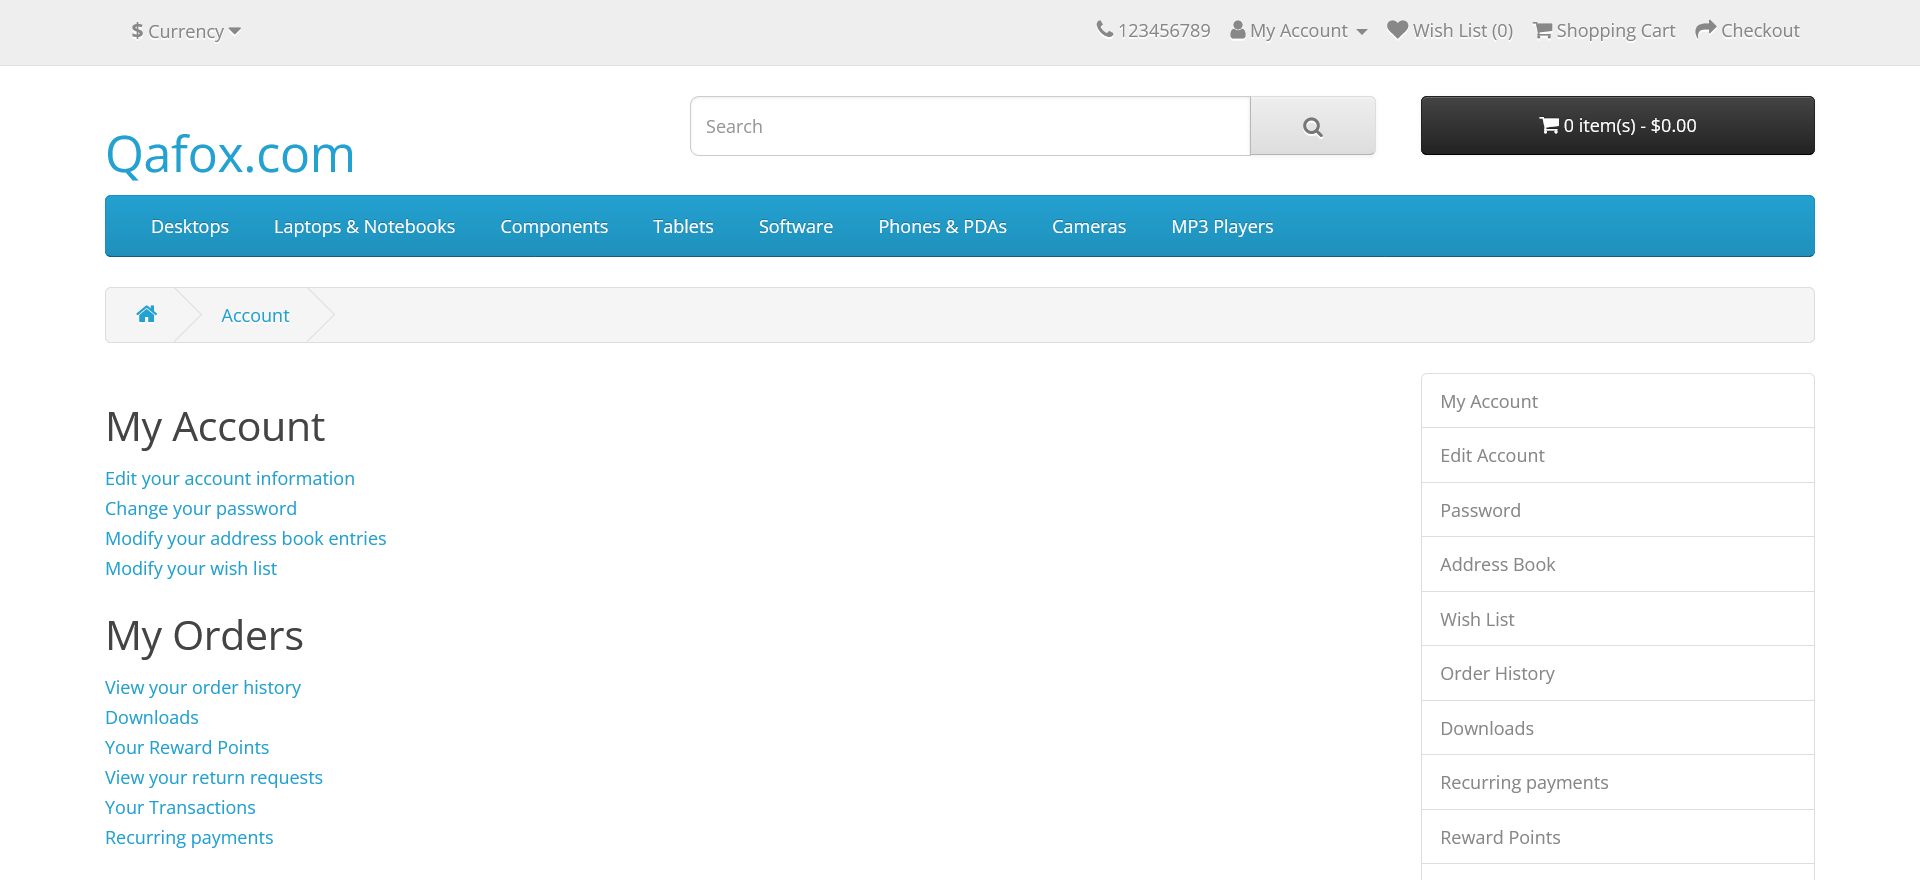 $ Currency
123456789 My Account Wish List (0) Shopping Cart Checkout
Qafox.com
Search
0 item(s) - $0.00
Desktops Laptops & Notebooks Components Tablets Software Phones & PDAs Cameras MP3 Players
Account
My Account
Edit your account information
Change your password
Modify your address book entries
Modify your wish list
My Orders
View your order history
Downloads
Your Reward Points
View your return requests
Your Transactions
Recurring payments
My Account
Edit Account
Password
Address Book
Wish List
Order History
Downloads
Recurring payments
Reward Points